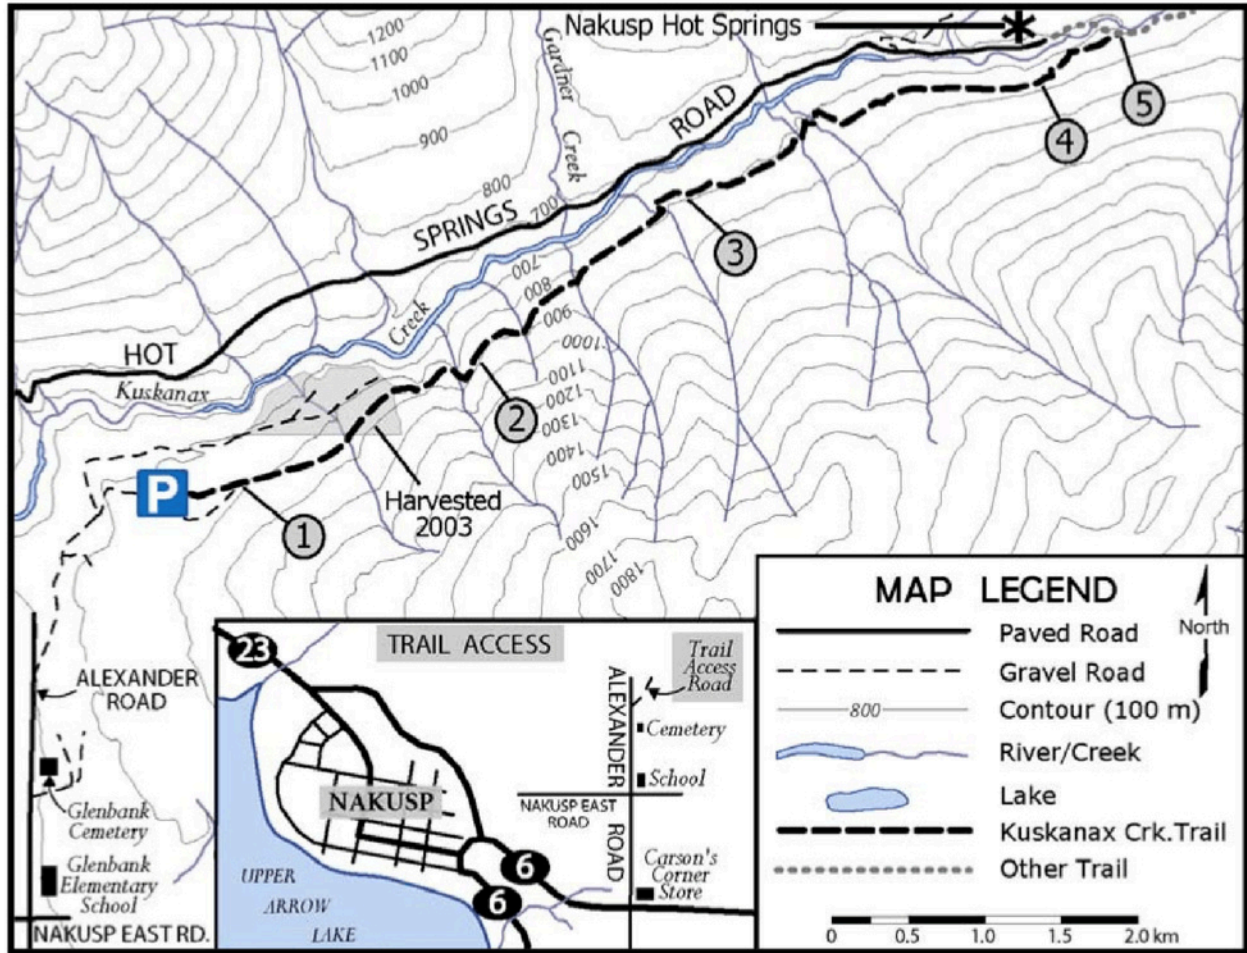 Nakusp Hot Springs
1200
1100
1000
900
800
700
Gardner
Creek
HOT
SPRINGS
ROAD
5
4
3
2
1
Kuskanax
Creek
700
800
900
1000
1100
1200
1300
1400
1500
1600
1700
1800
P
Harvested
2003
ALEXANDER
ROAD
Glenbank
Cemetery
Glenbank
Elementary
School
NAKUSP EAST RD.
TRAIL ACCESS
23
NAKUSP
6
6
UPPER
ARROW
LAKE
Trail
Access
Road
ALEXANDER ROAD
Cemetery
School
NAKUSP EAST
ROAD
Carson's
Corner
Store
MAP LEGEND
North
Paved Road
Gravel Road
800
Contour (100 m)
River/Creek
Lake
Kuskanax Crk.Trail
Other Trail
0 0.5 1.0 1.5 2.0 km